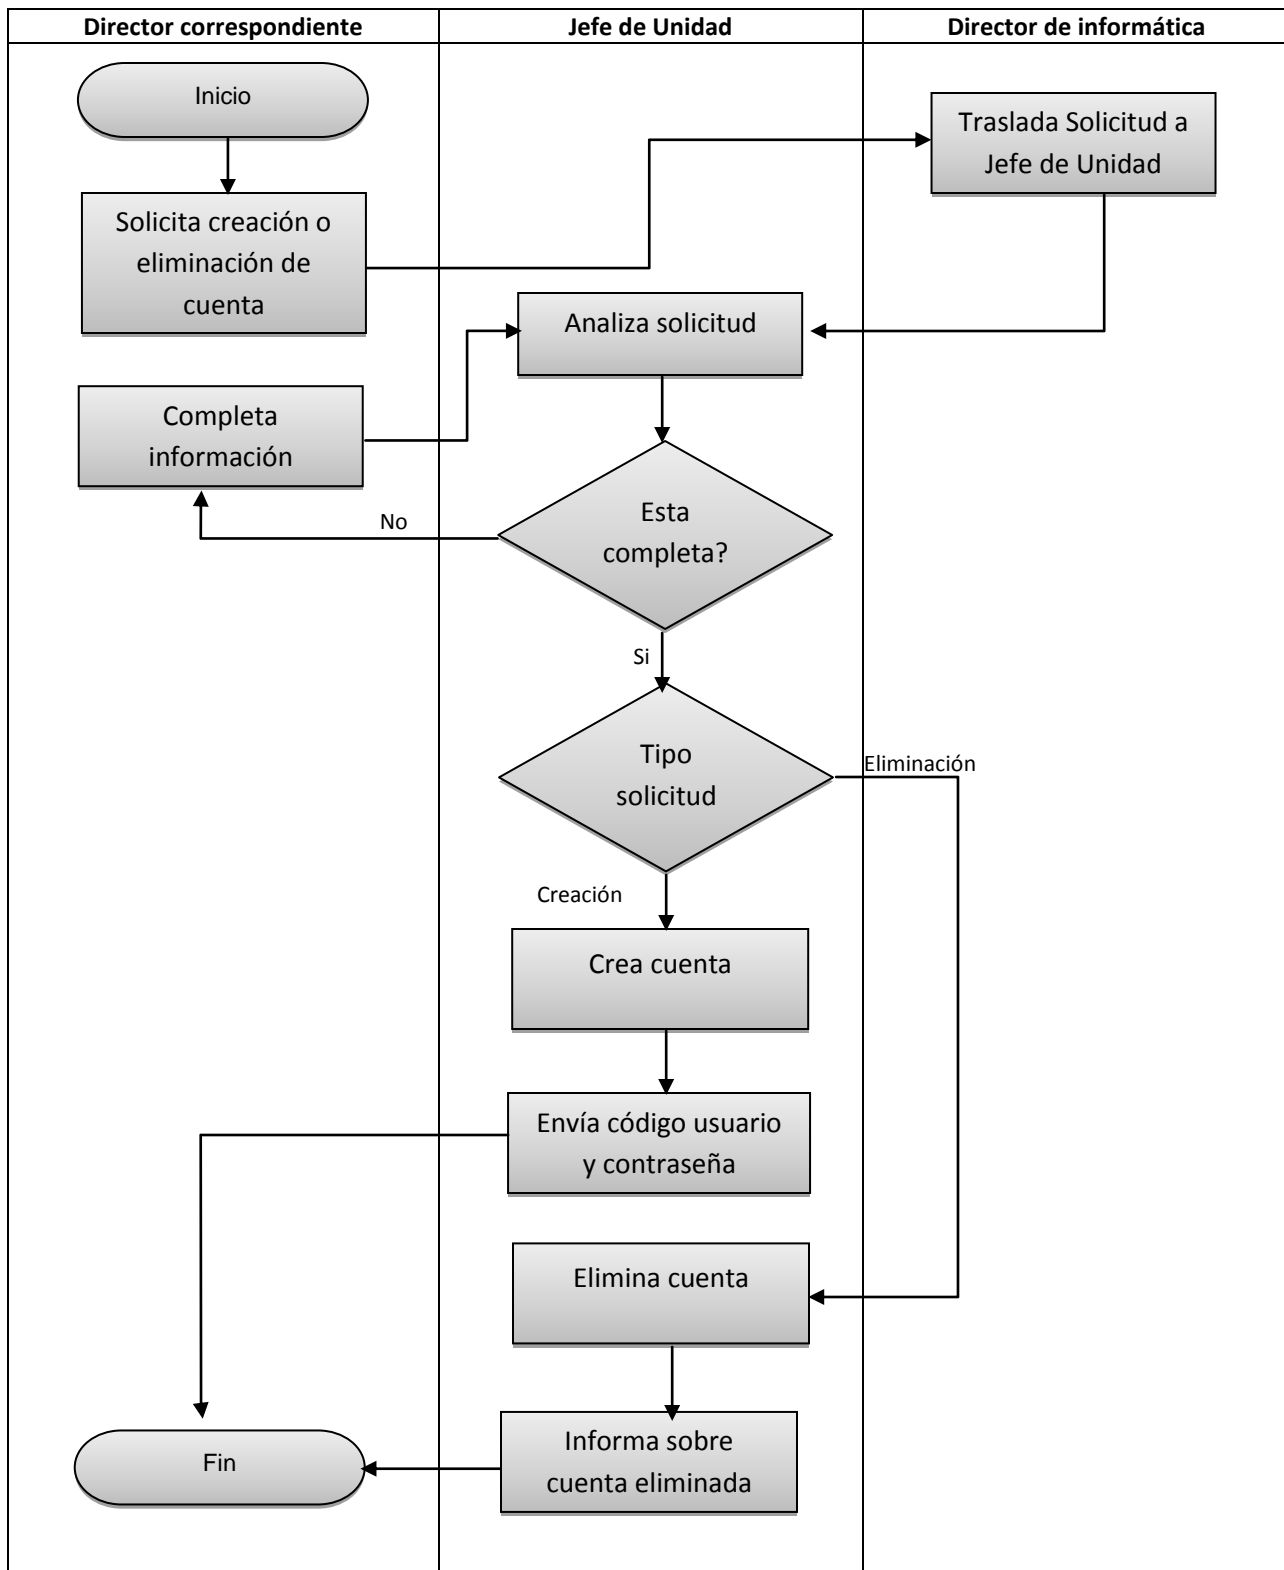 Director correspondiente
Jefe de Unidad
Director de informática
Inicio
Traslada Solicitud a
Jefe de Unidad
Solicita creación o
eliminación de
cuenta
Analiza solicitud
Completa
información
No
Esta
completa?
Si
Tipo
solicitud
Eliminación
Creación
Crea cuenta
Envía código usuario
y contraseña
Elimina cuenta
Informa sobre
cuenta eliminada
Fin